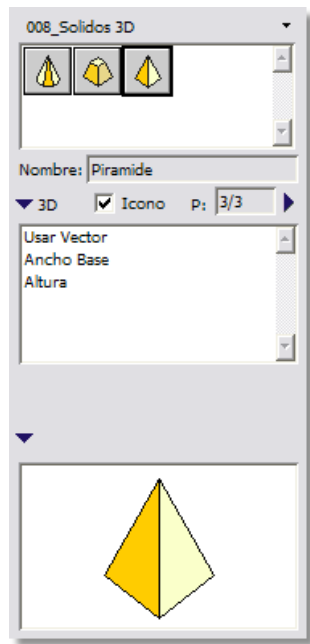 008_Solidos 3D
Nombre: Piramide
3D Icono P: 3/3
Usar Vector
Ancho Base
Altura